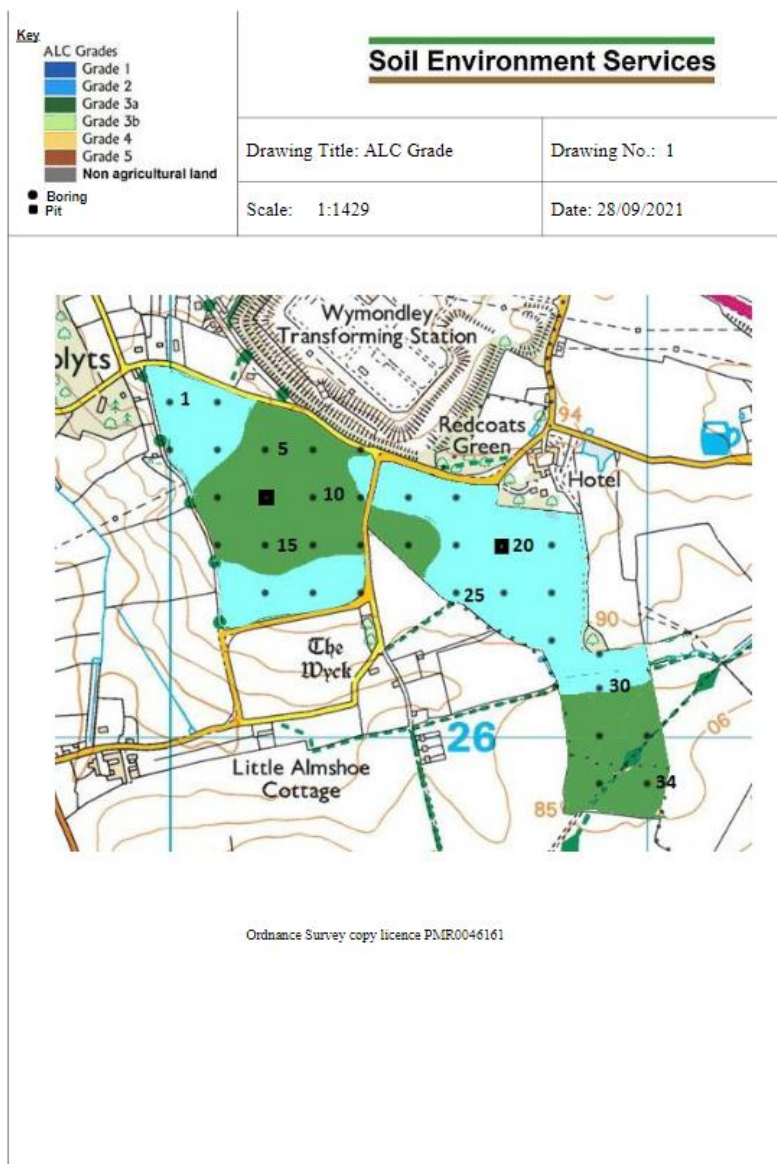 Key
ALC Grades
Grade 1
Grade 2
Grade 3a
Grade 3b
Grade 4
Grade 5
Non agricultural land
Boring
Pit
Soil Environment Services
Drawing Title: ALC Grade
Drawing No.: 1
Scale: 1:1429
Date: 28/09/2021
Wymondley
Transforming Station
olyts
94
Redcoats
Green
Hotel
1
5
10
15
20
25
90
The
Wyck
30
26
90
Little Almshoe
Cottage
34
85
Ordnance Survey copy licence PMR0046161